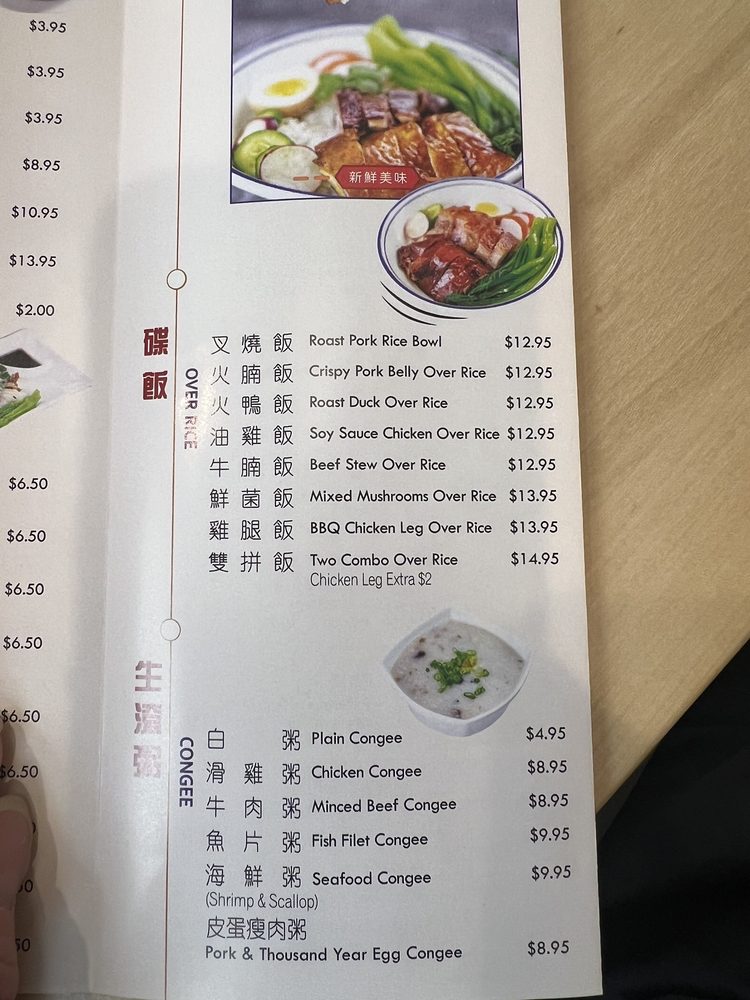 $3.95
$3.95
$3.95
$8.95
$10.95
$13.95
$2.00
$6.50
$6.50
$6.50
$6.50
$6.50
$6.50
新鮮美味
碟飯
OVER RICE
叉燒飯 Roast Pork Rice Bowl $12.95
火腩飯 Crispy Pork Belly Over Rice $12.95
火鴨飯 Roast Duck Over Rice $12.95
油雞飯 Soy Sauce Chicken Over Rice $12.95
牛腩飯 Beef Stew Over Rice $12.95
鮮菌飯 Mixed Mushrooms Over Rice $13.95
雞腿飯 BBQ Chicken Leg Over Rice $13.95
雙拼飯 Two Combo Over Rice $14.95
Chicken Leg Extra $2
生滾粥
CONGEE
白粥 Plain Congee $4.95
滑雞粥 Chicken Congee $8.95
牛肉粥 Minced Beef Congee $8.95
魚片粥 Fish Filet Congee $9.95
海鮮粥 Seafood Congee $9.95
(Shrimp & Scallop)
皮蛋瘦肉粥
Pork & Thousand Year Egg Congee $8.95